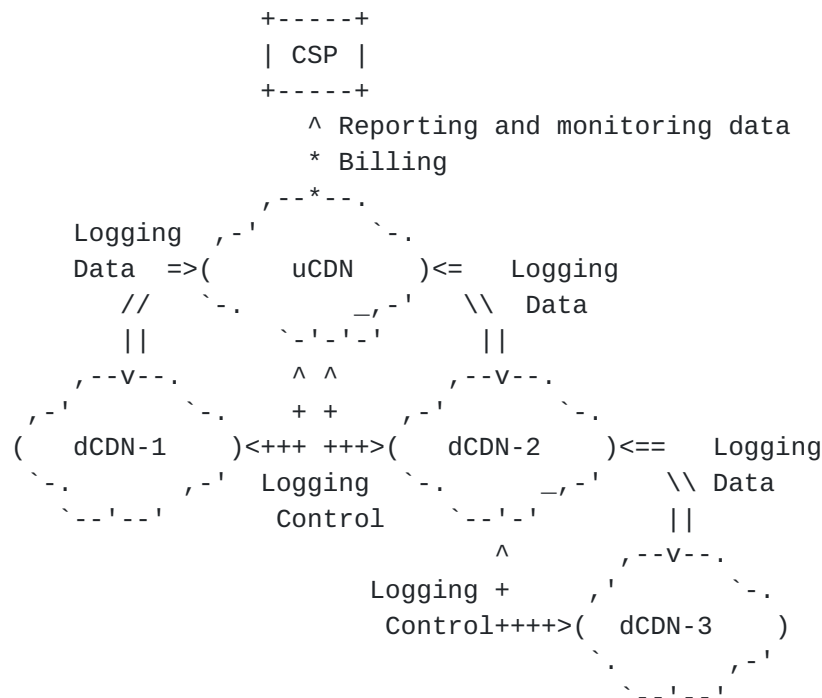 CSP
^ Reporting and monitoring data
* Billing
Logging
Data => uCDN <= Logging
Data
dCDN-1 <+++ +++> dCDN-2 <== Logging
Logging Data
Control
Logging +
Control++++> dCDN-3